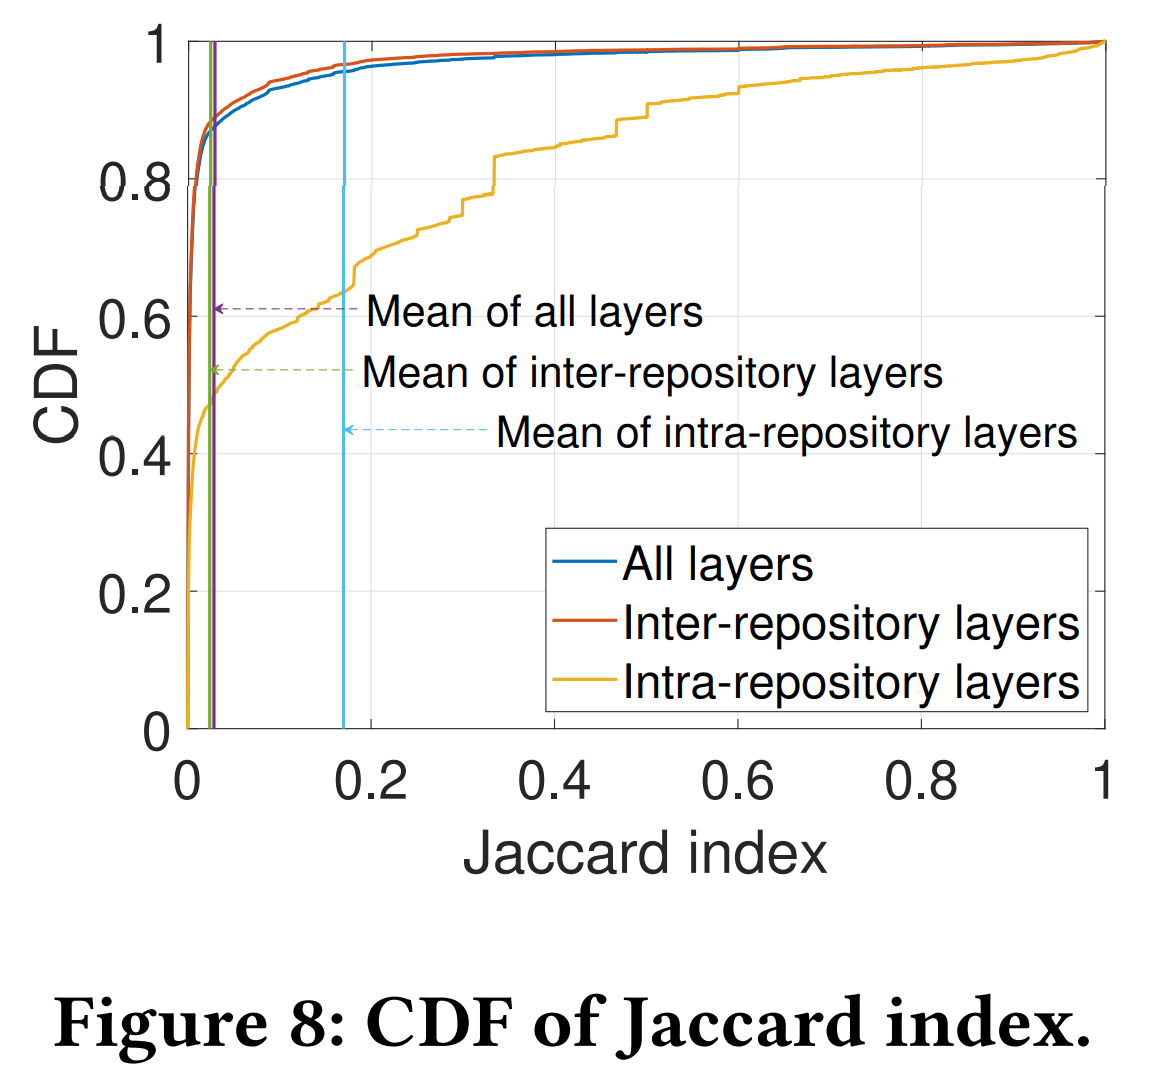 1
0.8
0.6
0.4
0.2
0
CDF
Mean of all layers
Mean of inter-repository layers
Mean of intra-repository layers
All layers
Inter-repository layers
Intra-repository layers
0 0.2 0.4 0.6 0.8 1
Jaccard index
Figure 8: CDF of Jaccard index.